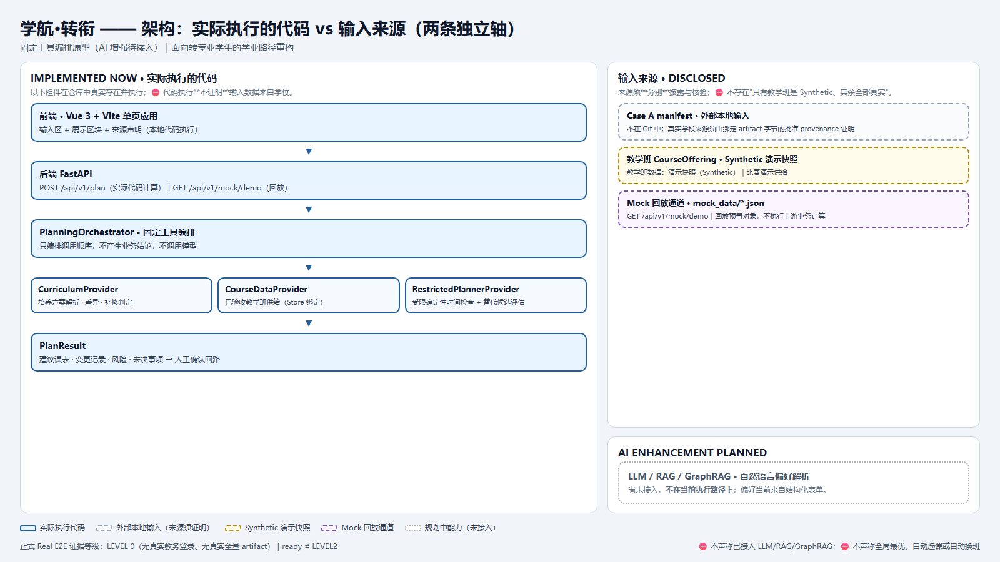 学航•转衔 —— 架构：实际执行的代码 vs 输入来源（两条独立轴）
固定工具编排原型（AI 增强待接入）｜面向转专业学生的学业路径重构
IMPLEMENTED NOW • 实际执行的代码
以下组件在仓库中真实存在并执行；⛔ 代码执行**不证明**输入数据来自学校。
前端 • Vue 3 + Vite 单页应用
输入区 + 展示区块 + 来源声明（本地代码执行）
▼
后端 FastAPI
POST /api/v1/plan（实际代码计算）｜GET /api/v1/mock/demo（回放）
▼
PlanningOrchestrator • 固定工具编排
只编排调用顺序，不产生业务结论，不调用模型
▼
CurriculumProvider
培养方案解析 · 差异 · 补修判定
CourseDataProvider
已验收教学班供给（Store 绑定）
RestrictedPlannerProvider
受限确定性时间检查 + 替代候选评估
▼
PlanResult
建议课表 · 变更记录 · 风险 · 未决事项 → 人工确认回路
输入来源 • DISCLOSED
来源须**分别**披露与核验；⛔ 不存在"只有教学班是 Synthetic、其余全部真实"。
Case A manifest • 外部本地输入
不在 Git 中；真实学校来源须由绑定 artifact 字节的批准 provenance 证明
教学班 CourseOffering • Synthetic 演示快照
教学班数据：演示快照（Synthetic）｜比赛演示供给
Mock 回放通道 • mock_data/*.json
GET /api/v1/mock/demo｜回放预置对象，不执行上游业务计算
AI ENHANCEMENT PLANNED
LLM / RAG / GraphRAG • 自然语言偏好解析
尚未接入，不在当前执行路径上；偏好当前来自结构化表单。
实际执行代码
外部本地输入（来源须证明）
Synthetic 演示快照
Mock 回放通道
规划中能力（未接入）
正式 Real E2E 证据等级：LEVEL 0（无真实教务登录、无真实全量 artifact）｜ready ≠ LEVEL2
⛔ 不声称已接入 LLM/RAG/GraphRAG；⛔ 不声称全局最优、自动选课或自动换班